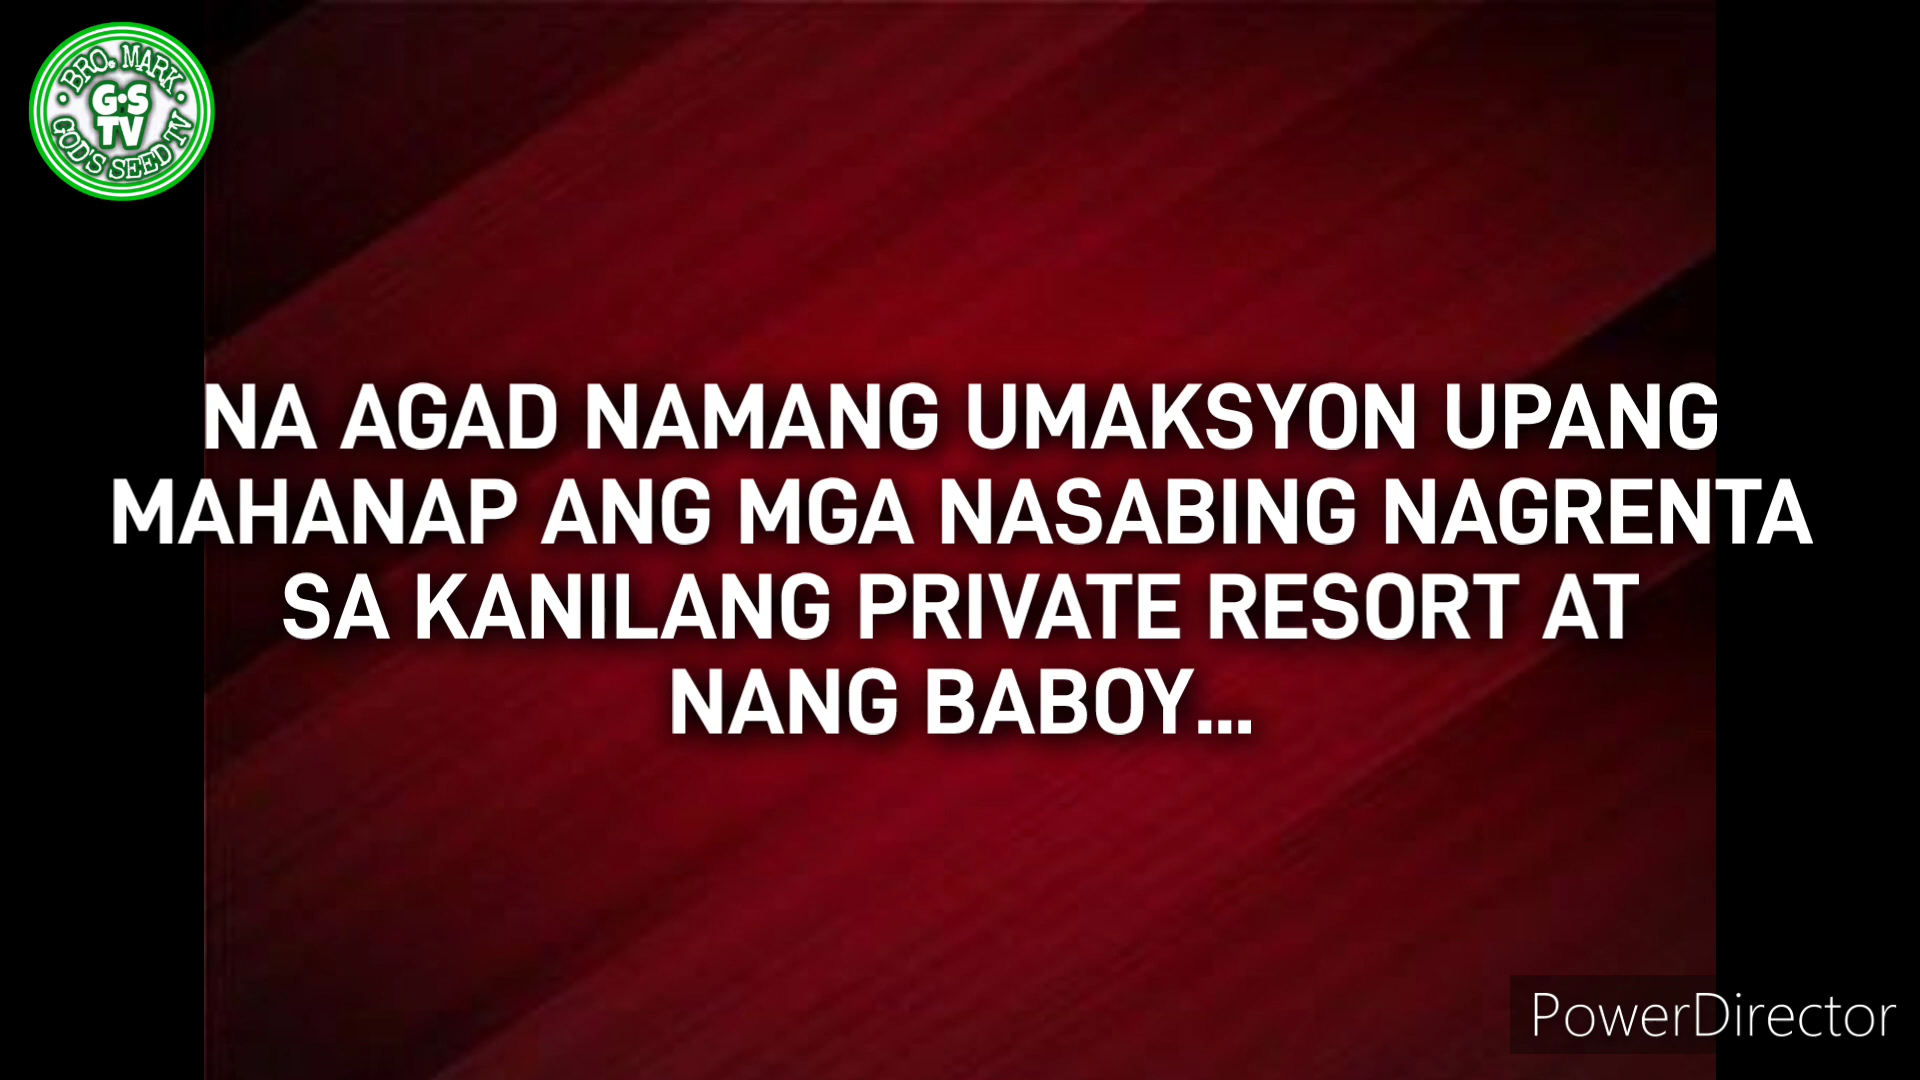 BRO. MARK
G•S
TV
GOD'S SEED TV
NA AGAD NAMANG UMAKSYON UPANG
MAHANAP ANG MGA NASABING NAGRENTA
SA KANILANG PRIVATE RESORT AT
NANG BABOY...
PowerDirector